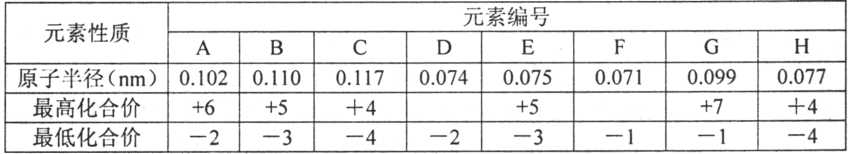 元素性质 元素编号
A B C D E F G H
原子半径(nm) 0.102 0.110 0.117 0.074 0.075 0.071 0.099 0.077
最高化合价 +6 +5 +4 +5 +7 +4
最低化合价 －2 －3 －4 －2 －3 －1 －1 －4